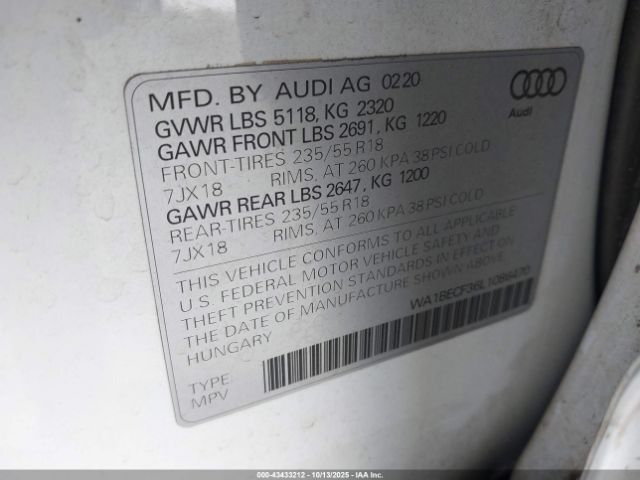 MFD. BY AUDI AG 02 20
GVWR LBS 5118, KG 2320
GAWR FRONT LBS 2691, KG 1220
FRONT-TIRES 235/55 R18
7JX18 RIMS, AT 260 KPA 38 PSI COLD
GAWR REAR LBS 2647, KG 1200
REAR-TIRES 235/55 R18
7JX18 RIMS, AT 260 KPA 38 PSI COLD
THIS VEHICLE CONFORMS TO ALL APPLICABLE
U.S. FEDERAL MOTOR VEHICLE SAFETY AND
THEFT PREVENTION STANDARDS IN EFFECT ON
THE DATE OF MANUFACTURE SHOWN ABOVE.
HUNGARY
WA1BECF36L1085470
TYPE
MPV
Audi
000-43433212 - 10/13/2025 - IAA Inc.